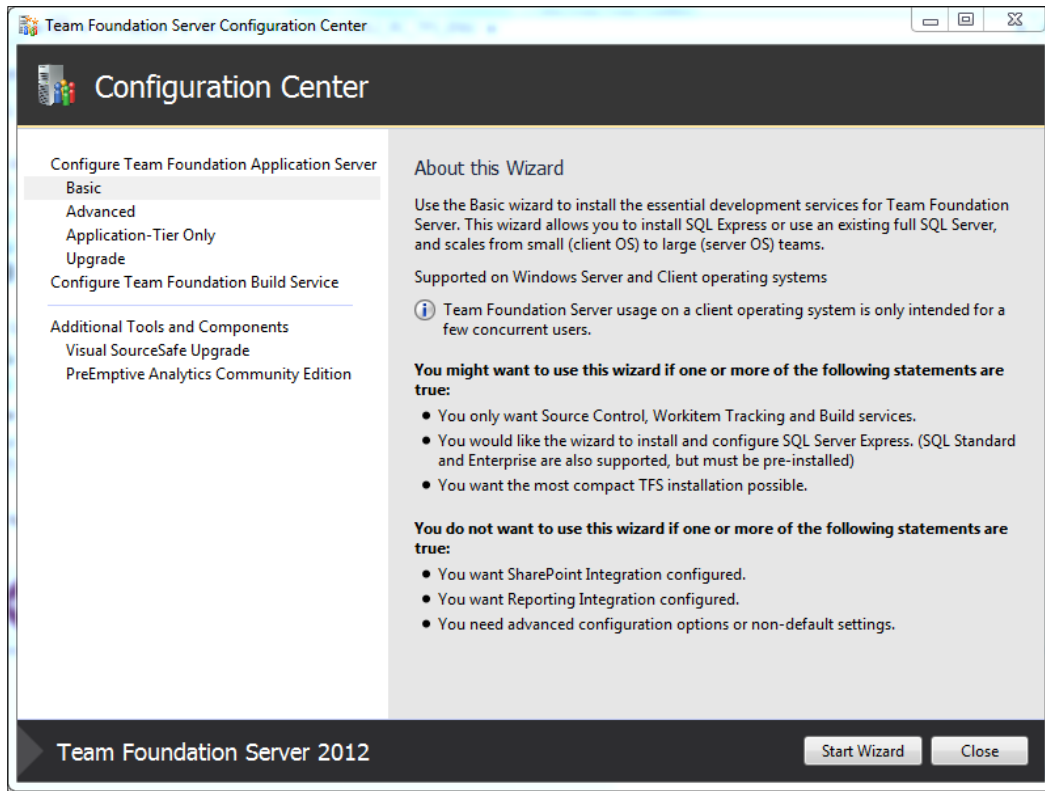 Team Foundation Server Configuration Center
Configuration Center
Configure Team Foundation Application Server
Basic
Advanced
Application-Tier Only
Upgrade
Configure Team Foundation Build Service
Additional Tools and Components
Visual SourceSafe Upgrade
PreEmptive Analytics Community Edition
About this Wizard
Use the Basic wizard to install the essential development services for Team Foundation
Server. This wizard allows you to install SQL Express or use an existing full SQL Server,
and scales from small (client OS) to large (server OS) teams.
Supported on Windows Server and Client operating systems
Team Foundation Server usage on a client operating system is only intended for a
few concurrent users.
You might want to use this wizard if one or more of the following statements are
true:
• You only want Source Control, Workitem Tracking and Build services.
• You would like the wizard to install and configure SQL Server Express. (SQL Standard
and Enterprise are also supported, but must be pre-installed)
• You want the most compact TFS installation possible.
You do not want to use this wizard if one or more of the following statements are
true:
• You want SharePoint Integration configured.
• You want Reporting Integration configured.
• You need advanced configuration options or non-default settings.
Team Foundation Server 2012
Start Wizard
Close